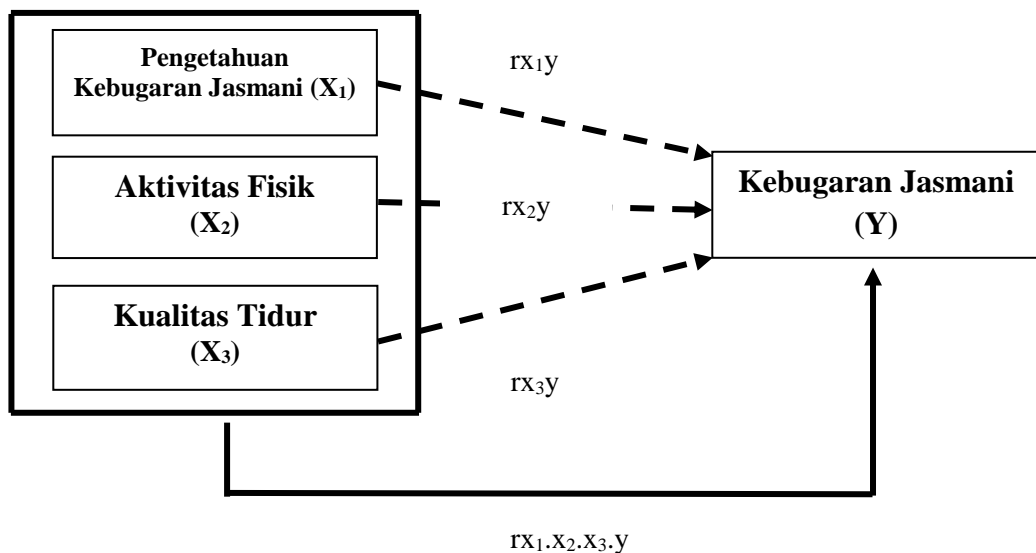 Pengetahuan
Kebugaran Jasmani (X₁)
rx₁y
Aktivitas Fisik
(X₂)
rx₂y
Kebugaran Jasmani
(Y)
Kualitas Tidur
(X₃)
rx₃y
rx₁.x₂.x₃.y